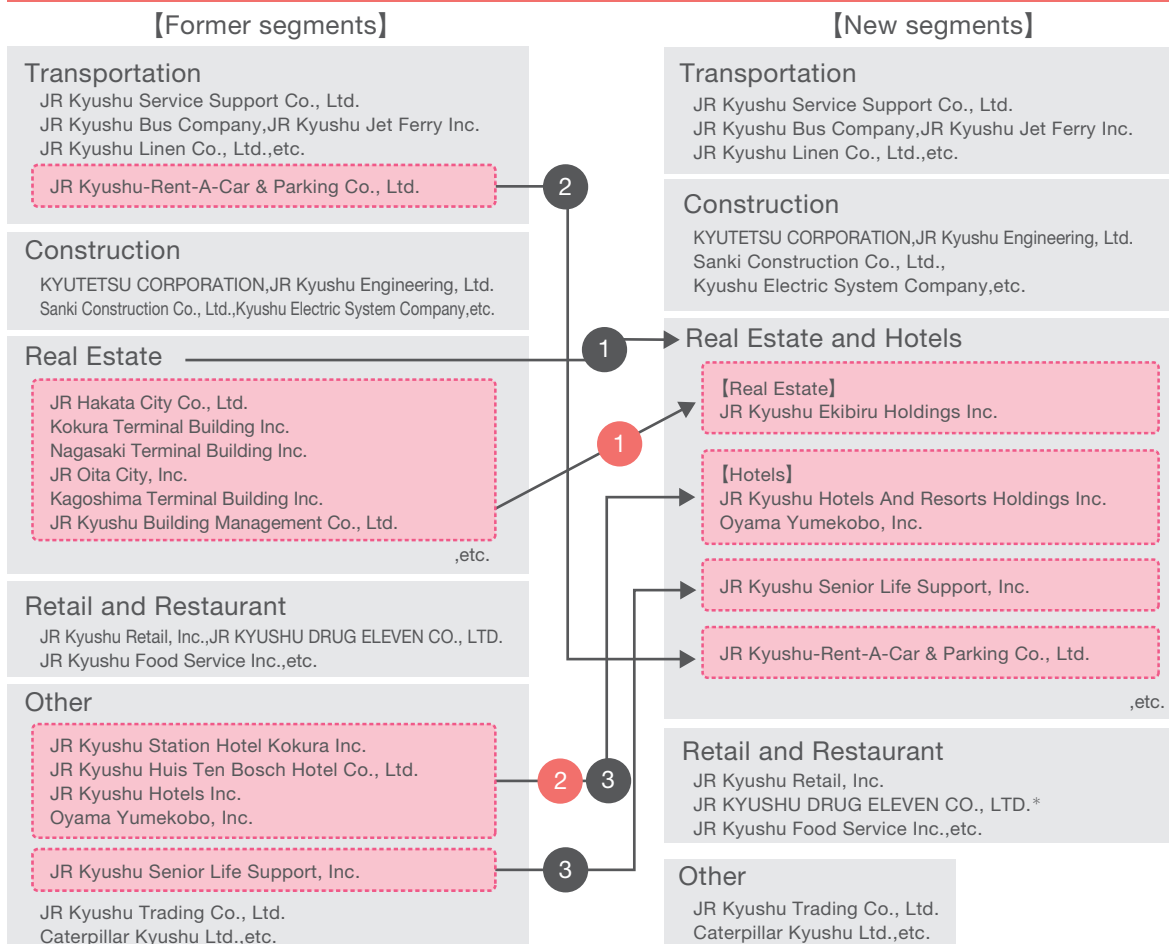 【Former segments】
Transportation
JR Kyushu Service Support Co., Ltd.
JR Kyushu Bus Company,JR Kyushu Jet Ferry Inc.
JR Kyushu Linen Co., Ltd.,etc.
JR Kyushu-Rent-A-Car & Parking Co., Ltd.
2
Construction
KYUTETSU CORPORATION,JR Kyushu Engineering, Ltd.
Sanki Construction Co., Ltd.,Kyushu Electric System Company,etc.
Real Estate
1
JR Hakata City Co., Ltd.
Kokura Terminal Building Inc.
Nagasaki Terminal Building Inc.
JR Oita City, Inc.
Kagoshima Terminal Building Inc.
JR Kyushu Building Management Co., Ltd.
1
,etc.
Retail and Restaurant
JR Kyushu Retail, Inc.,JR KYUSHU DRUG ELEVEN CO., LTD.
JR Kyushu Food Service Inc.,etc.
Other
JR Kyushu Station Hotel Kokura Inc.
JR Kyushu Huis Ten Bosch Hotel Co., Ltd.
JR Kyushu Hotels Inc.
Oyama Yumekobo, Inc.
2
3
JR Kyushu Senior Life Support, Inc.
3
JR Kyushu Trading Co., Ltd.
Caterpillar Kyushu Ltd.,etc.
【New segments】
Transportation
JR Kyushu Service Support Co., Ltd.
JR Kyushu Bus Company,JR Kyushu Jet Ferry Inc.
JR Kyushu Linen Co., Ltd.,etc.
Construction
KYUTETSU CORPORATION,JR Kyushu Engineering, Ltd.
Sanki Construction Co., Ltd.,
Kyushu Electric System Company,etc.
Real Estate and Hotels
【Real Estate】
JR Kyushu Ekibiru Holdings Inc.
【Hotels】
JR Kyushu Hotels And Resorts Holdings Inc.
Oyama Yumekobo, Inc.
JR Kyushu Senior Life Support, Inc.
JR Kyushu-Rent-A-Car & Parking Co., Ltd.
,etc.
Retail and Restaurant
JR Kyushu Retail, Inc.
JR KYUSHU DRUG ELEVEN CO., LTD.*
JR Kyushu Food Service Inc.,etc.
Other
JR Kyushu Trading Co., Ltd.
Caterpillar Kyushu Ltd.,etc.